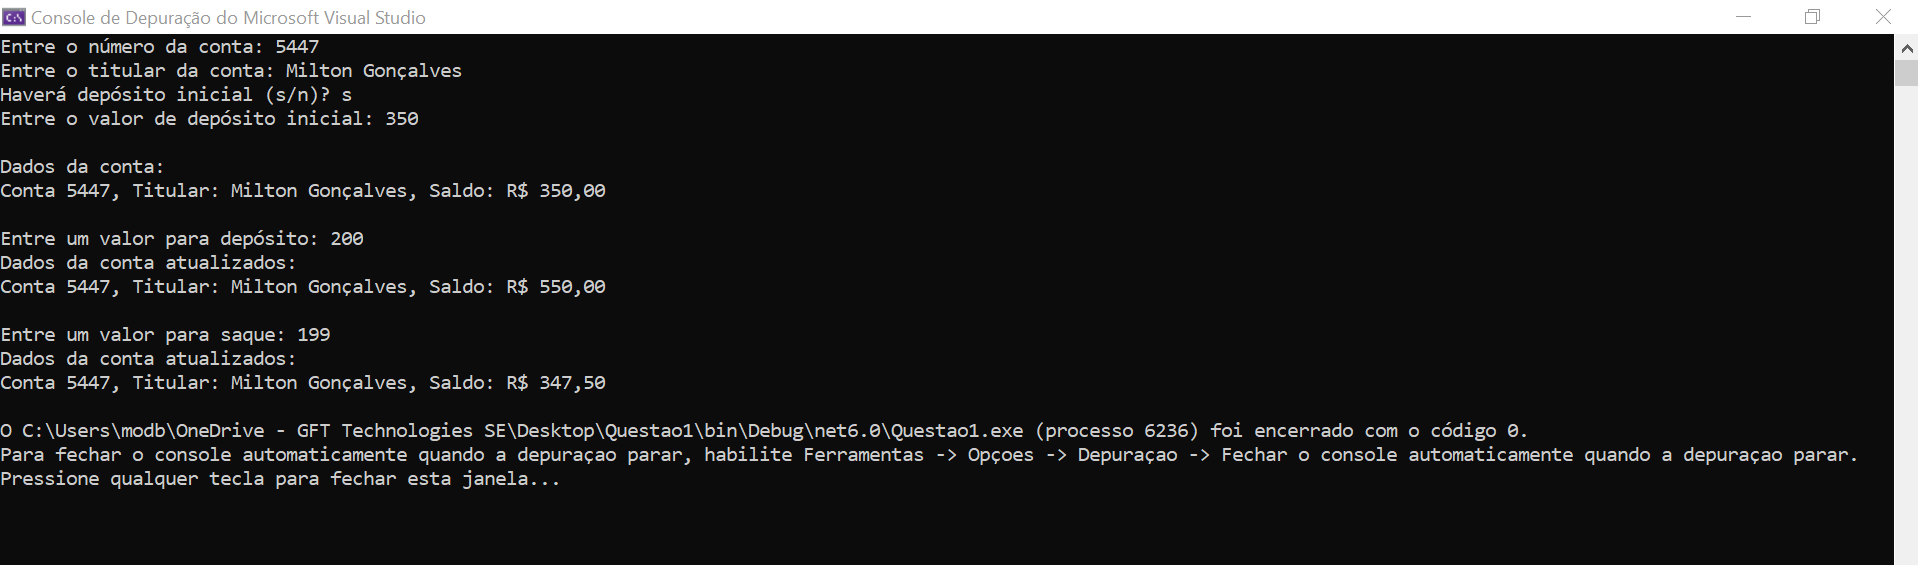 Console de Depuração do Microsoft Visual Studio
Entre o número da conta: 5447
Entre o titular da conta: Milton Gonçalves
Haverá depósito inicial (s/n)? s
Entre o valor de depósito inicial: 350
Dados da conta:
Conta 5447, Titular: Milton Gonçalves, Saldo: R$ 350,00
Entre um valor para depósito: 200
Dados da conta atualizados:
Conta 5447, Titular: Milton Gonçalves, Saldo: R$ 550,00
Entre um valor para saque: 199
Dados da conta atualizados:
Conta 5447, Titular: Milton Gonçalves, Saldo: R$ 347,50
O C:\Users\modb\OneDrive - GFT Technologies SE\Desktop\Questao1\bin\Debug\net6.0\Questao1.exe (processo 6236) foi encerrado com o código 0.
Para fechar o console automaticamente quando a depuraçao parar, habilite Ferramentas -> Opçoes -> Depuraçao -> Fechar o console automaticamente quando a depuraçao parar.
Pressione qualquer tecla para fechar esta janela...